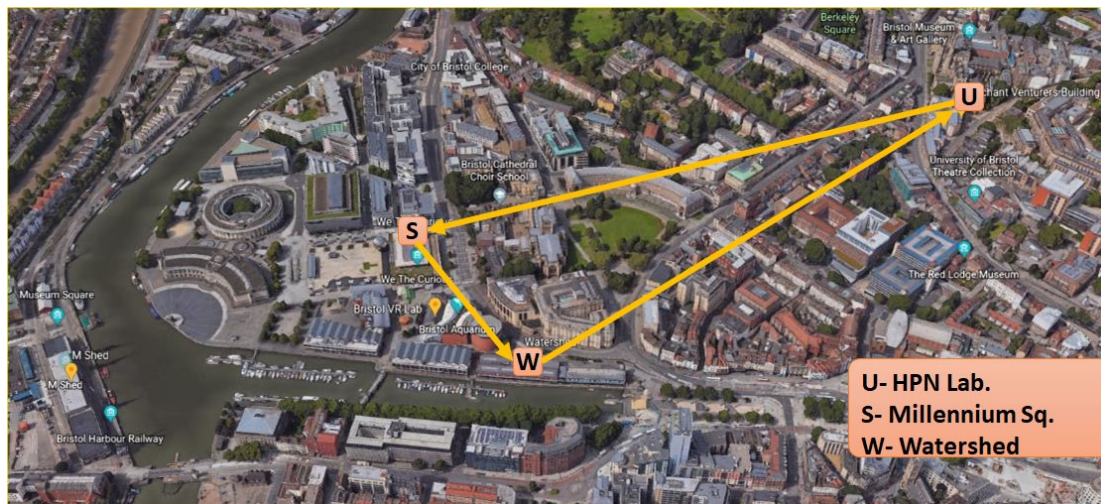 Berkeley
Square
Bristol Museum
& Art Gallery
City of Bristol College
U
chant Venturers Building
Bristol Cathedral
Choir School
University of Bristol
Theatre Collection
We The
S
We The Curio
The Red Lodge Museum
Museum Square
Bristol VR Lab
Bristol Aquarium
Watershed
W
M Shed
M Shed
Bristol Harbour Railway
U- HPN Lab.
S- Millennium Sq.
W- Watershed